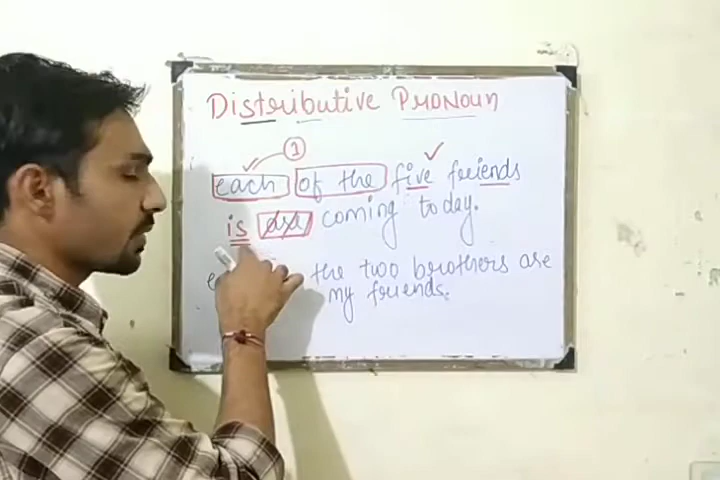 Distributive Pronoun
1
each of the five friends
is are coming today.
the two brothers are
my friends.